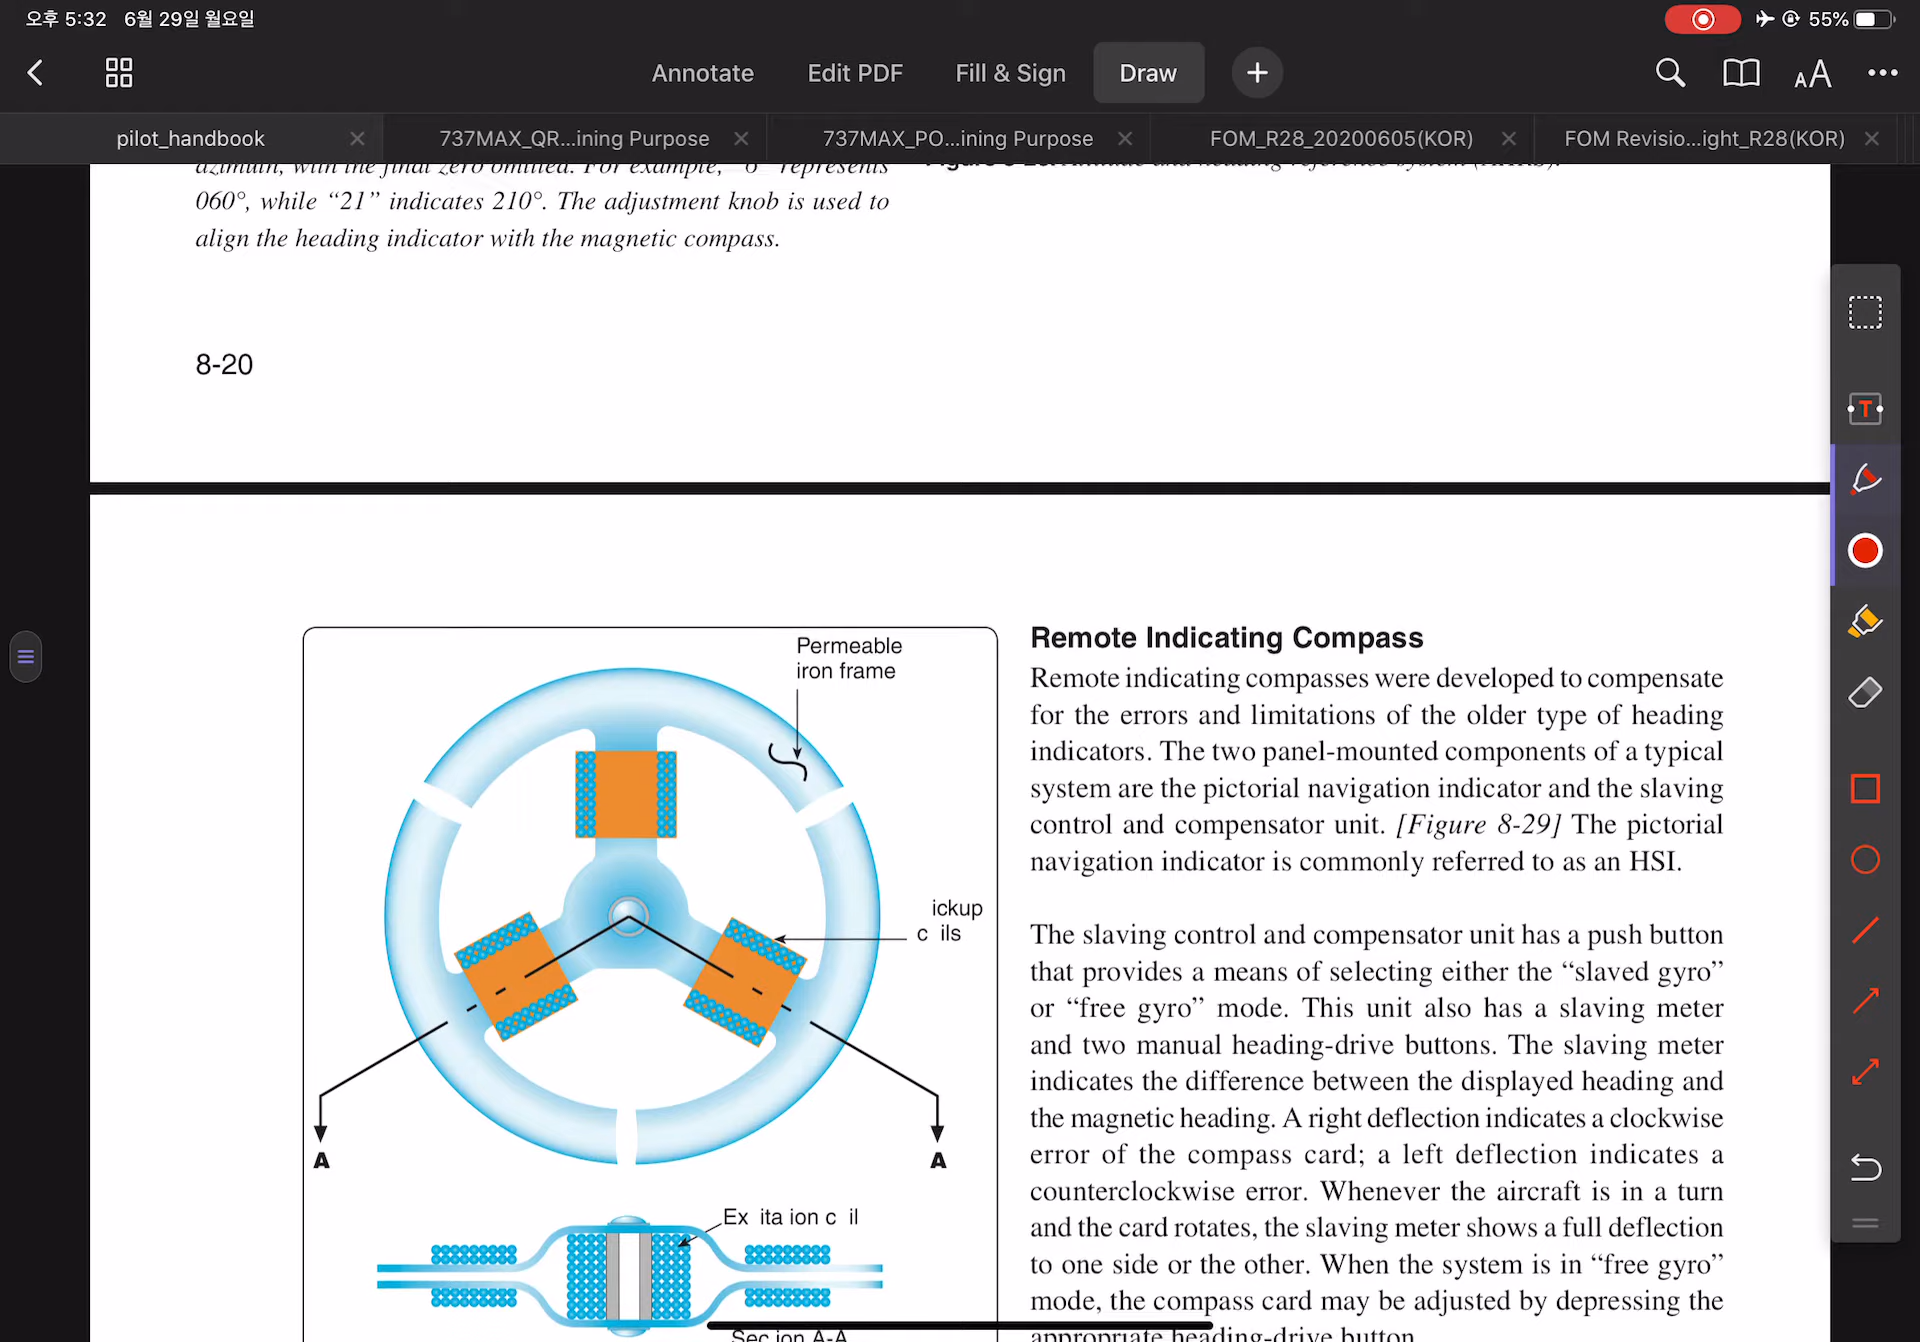 오후 5:32 6월 29일 월요일
55%
Annotate Edit PDF Fill & Sign Draw
AA
pilot_handbook
737MAX_QR...ining Purpose
737MAX_PO...ining Purpose
FOM_R28_20200605(KOR)
FOM Revisio...ight_R28(KOR)
azimuth, with the final zero omitted. For example, "6" represents
060°, while “21” indicates 210°. The adjustment knob is used to
align the heading indicator with the magnetic compass.
8-20
Permeable
iron frame
ickup
c ils
A
A
Ex ita ion c il
Sec ion A-A
Remote Indicating Compass
Remote indicating compasses were developed to compensate
for the errors and limitations of the older type of heading
indicators. The two panel-mounted components of a typical
system are the pictorial navigation indicator and the slaving
control and compensator unit. [Figure 8-29] The pictorial
navigation indicator is commonly referred to as an HSI.
The slaving control and compensator unit has a push button
that provides a means of selecting either the “slaved gyro”
or “free gyro” mode. This unit also has a slaving meter
and two manual heading-drive buttons. The slaving meter
indicates the difference between the displayed heading and
the magnetic heading. A right deflection indicates a clockwise
error of the compass card; a left deflection indicates a
counterclockwise error. Whenever the aircraft is in a turn
and the card rotates, the slaving meter shows a full deflection
to one side or the other. When the system is in “free gyro”
mode, the compass card may be adjusted by depressing the
appropriate heading-drive button.
T